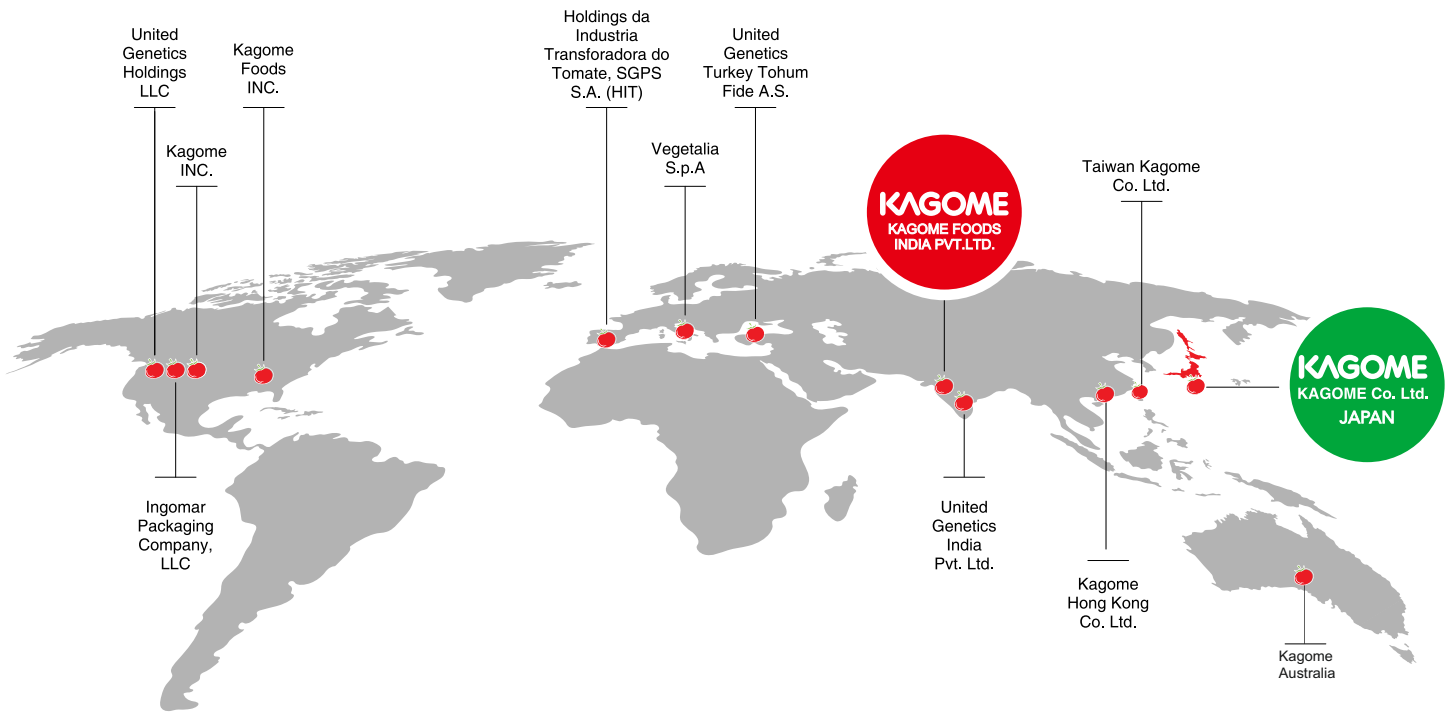 United
Genetics
Holdings
LLC
Kagome
Foods
INC.
Kagome
INC.
Holdings da
Industria
Transforadora do
Tomate, SGPS
S.A. (HIT)
United
Genetics
Turkey Tohum
Fide A.S.
Vegetalia
S.p.A
KAGOME
KAGOME FOODS
INDIA PVT.LTD.
Taiwan Kagome
Co. Ltd.
KAGOME
KAGOME Co. Ltd.
JAPAN
Ingomar
Packaging
Company,
LLC
United
Genetics
India
Pvt. Ltd.
Kagome
Hong Kong
Co. Ltd.
Kagome
Australia